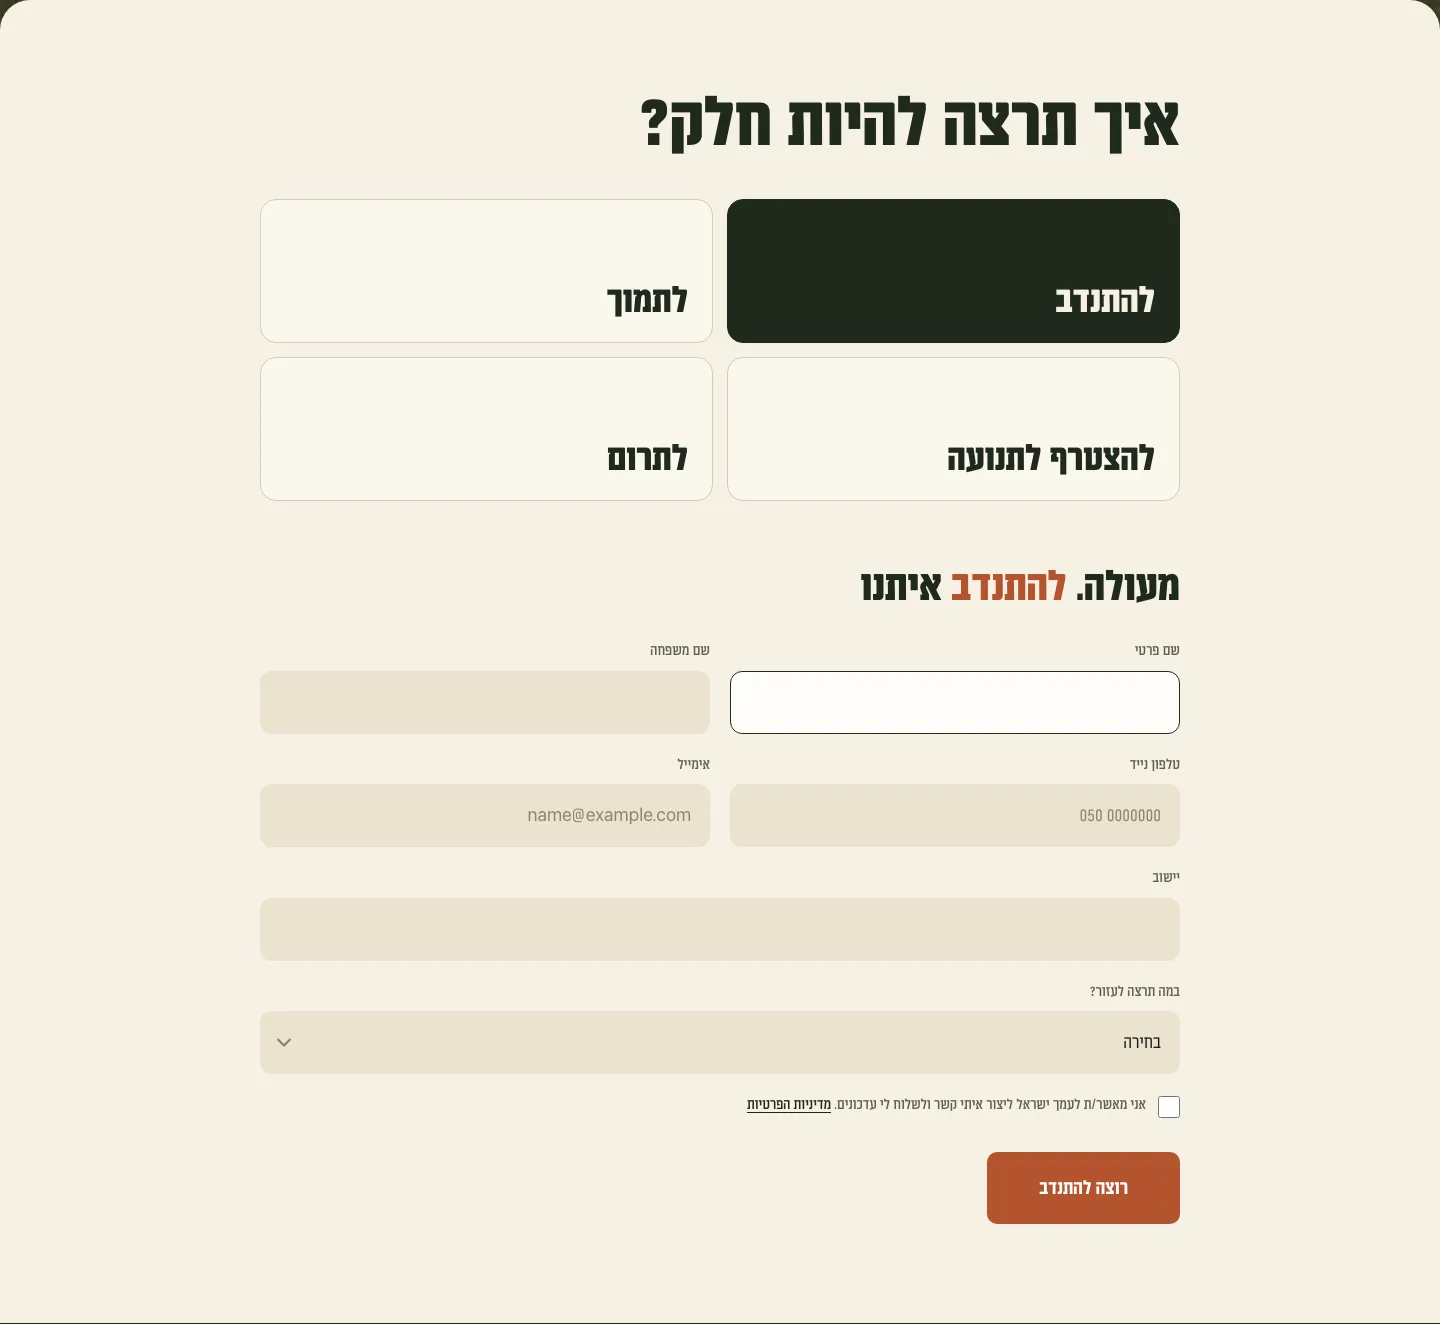 איך תרצה להיות חלק?
להתנדב
לתמוך
להצטרף לתנועה
לתרום
מעולה. להתנדב איתנו
שם פרטי
שם משפחה
טלפון נייד
אימייל
050 0000000
name@example.com
יישוב
במה תרצה לעזור?
בחירה
אני מאשר/ת לעמך ישראל ליצור איתי קשר ולשלוח לי עדכונים. מדיניות הפרטיות
רוצה להתנדב